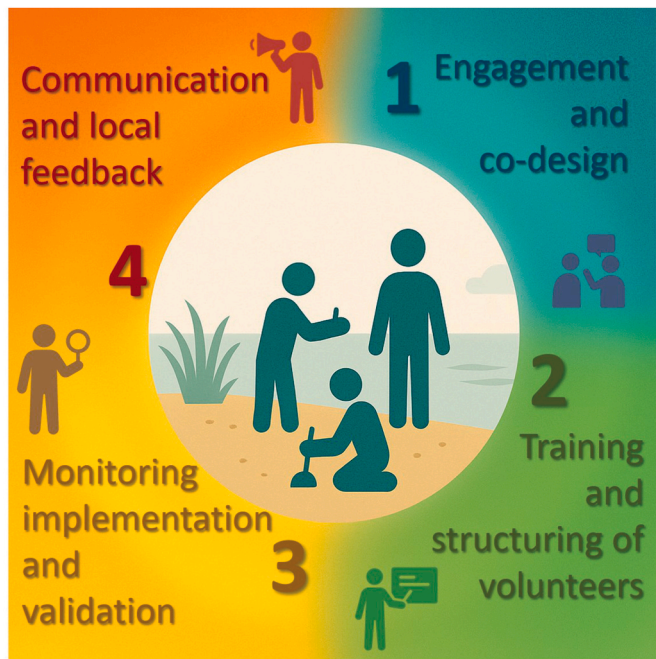 1
Engagement
and
co-design
2
Training
and
structuring of
volunteers
3
Monitoring
implementation
and
validation
4
Communication
and local
feedback